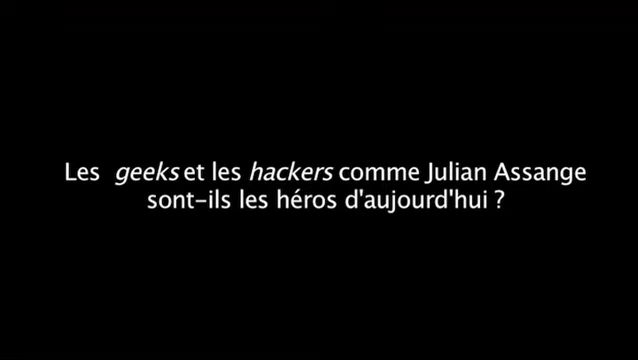 Les geeks et les hackers comme Julian Assange
sont-ils les héros d'aujourd'hui ?